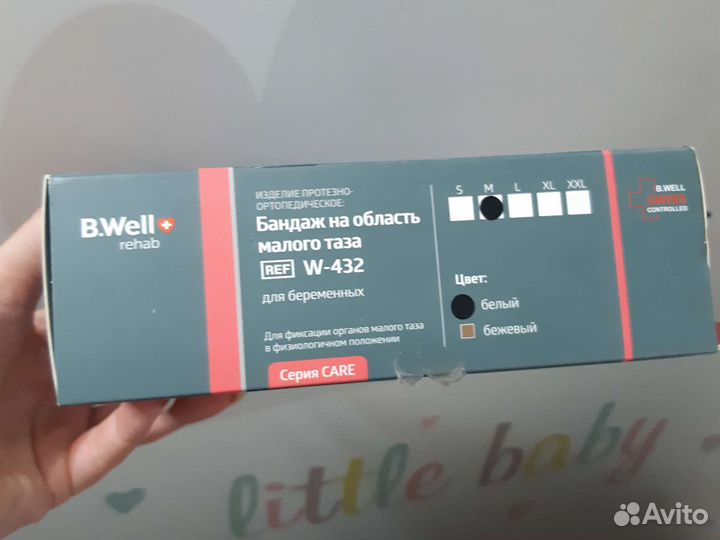 B.Well
rehab
ИЗДЕЛИЕ ПРОТЕЗНО-
ОРТОПЕДИЧЕСКОЕ:
Бандаж на область
малого таза
REF W-432
для беременных
Для фиксации органов малого таза
в физиологичном положении
Серия CARE
S M L XL XXL
Цвет:
белый
бежевый
B.WELL
SWISS
CONTROLLED
little baby
Avito